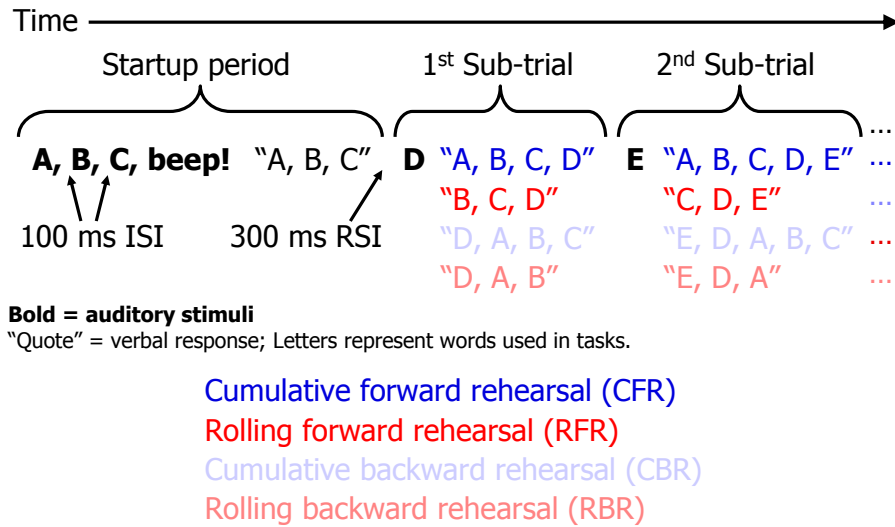 Time
Startup period 1st Sub-trial 2nd Sub-trial
...
A, B, C, beep! “A, B, C” D “A, B, C, D” E “A, B, C, D, E” ...
“B, C, D” “C, D, E” ...
100 ms ISI 300 ms RSI “D, A, B, C” “E, D, A, B, C” ...
“D, A, B” “E, D, A” ...
Bold = auditory stimuli
“Quote” = verbal response; Letters represent words used in tasks.
Cumulative forward rehearsal (CFR)
Rolling forward rehearsal (RFR)
Cumulative backward rehearsal (CBR)
Rolling backward rehearsal (RBR)